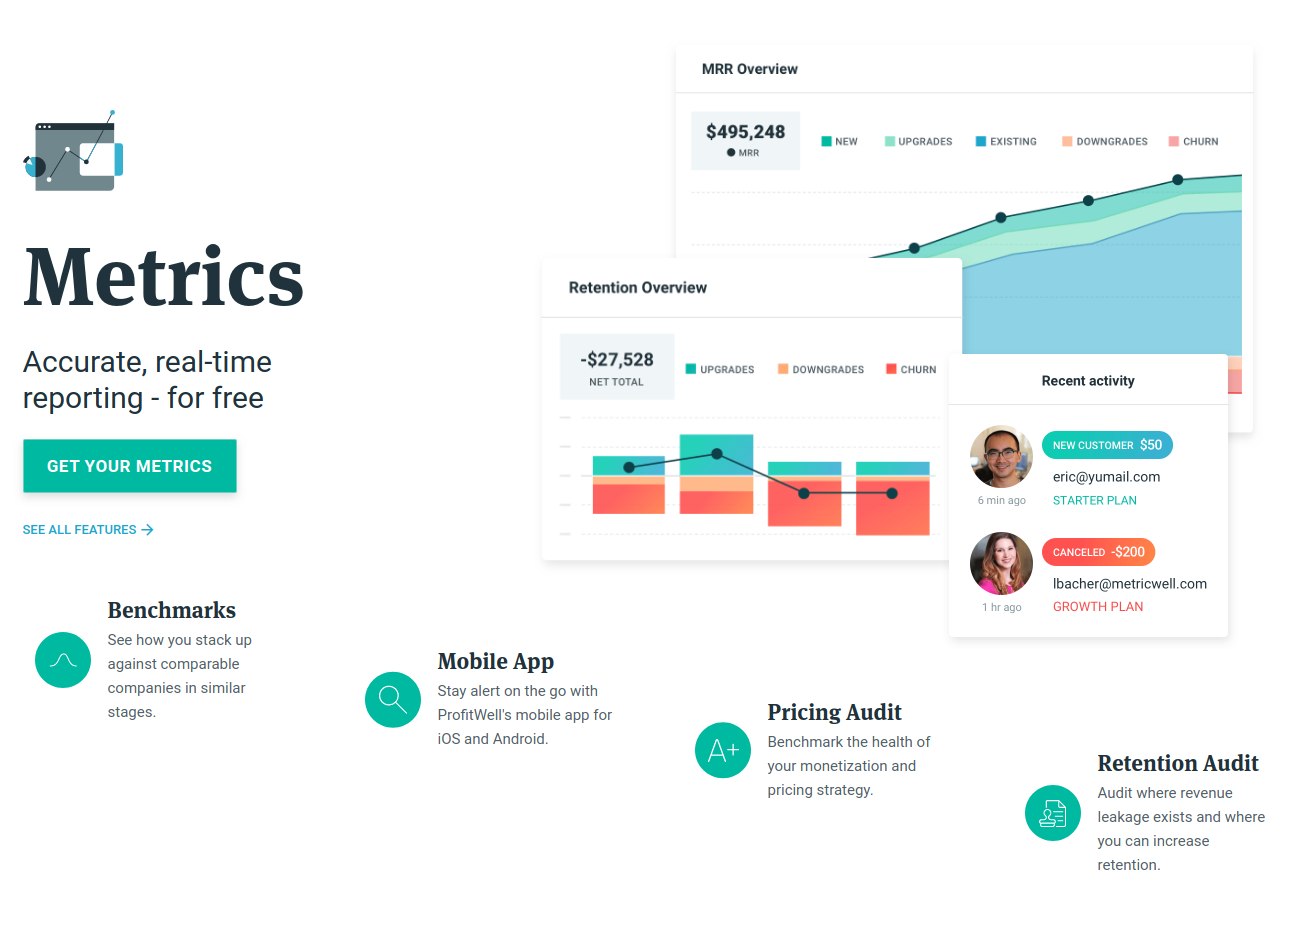 Metrics
Accurate, real-time
reporting - for free
GET YOUR METRICS
SEE ALL FEATURES
MRR Overview
$495,248
MRR
NEW
UPGRADES
EXISTING
DOWNGRADES
CHURN
Retention Overview
-$27,528
NET TOTAL
UPGRADES
DOWNGRADES
CHURN
Recent activity
NEW CUSTOMER $50
eric@yumail.com
6 min ago
STARTER PLAN
CANCELED -$200
lbacher@metricwell.com
1 hr ago
GROWTH PLAN
Benchmarks
See how you stack up
against comparable
companies in similar
stages.
Mobile App
Stay alert on the go with
ProfitWell's mobile app for
iOS and Android.
A+
Pricing Audit
Benchmark the health of
your monetization and
pricing strategy.
Retention Audit
Audit where revenue
leakage exists and where
you can increase
retention.